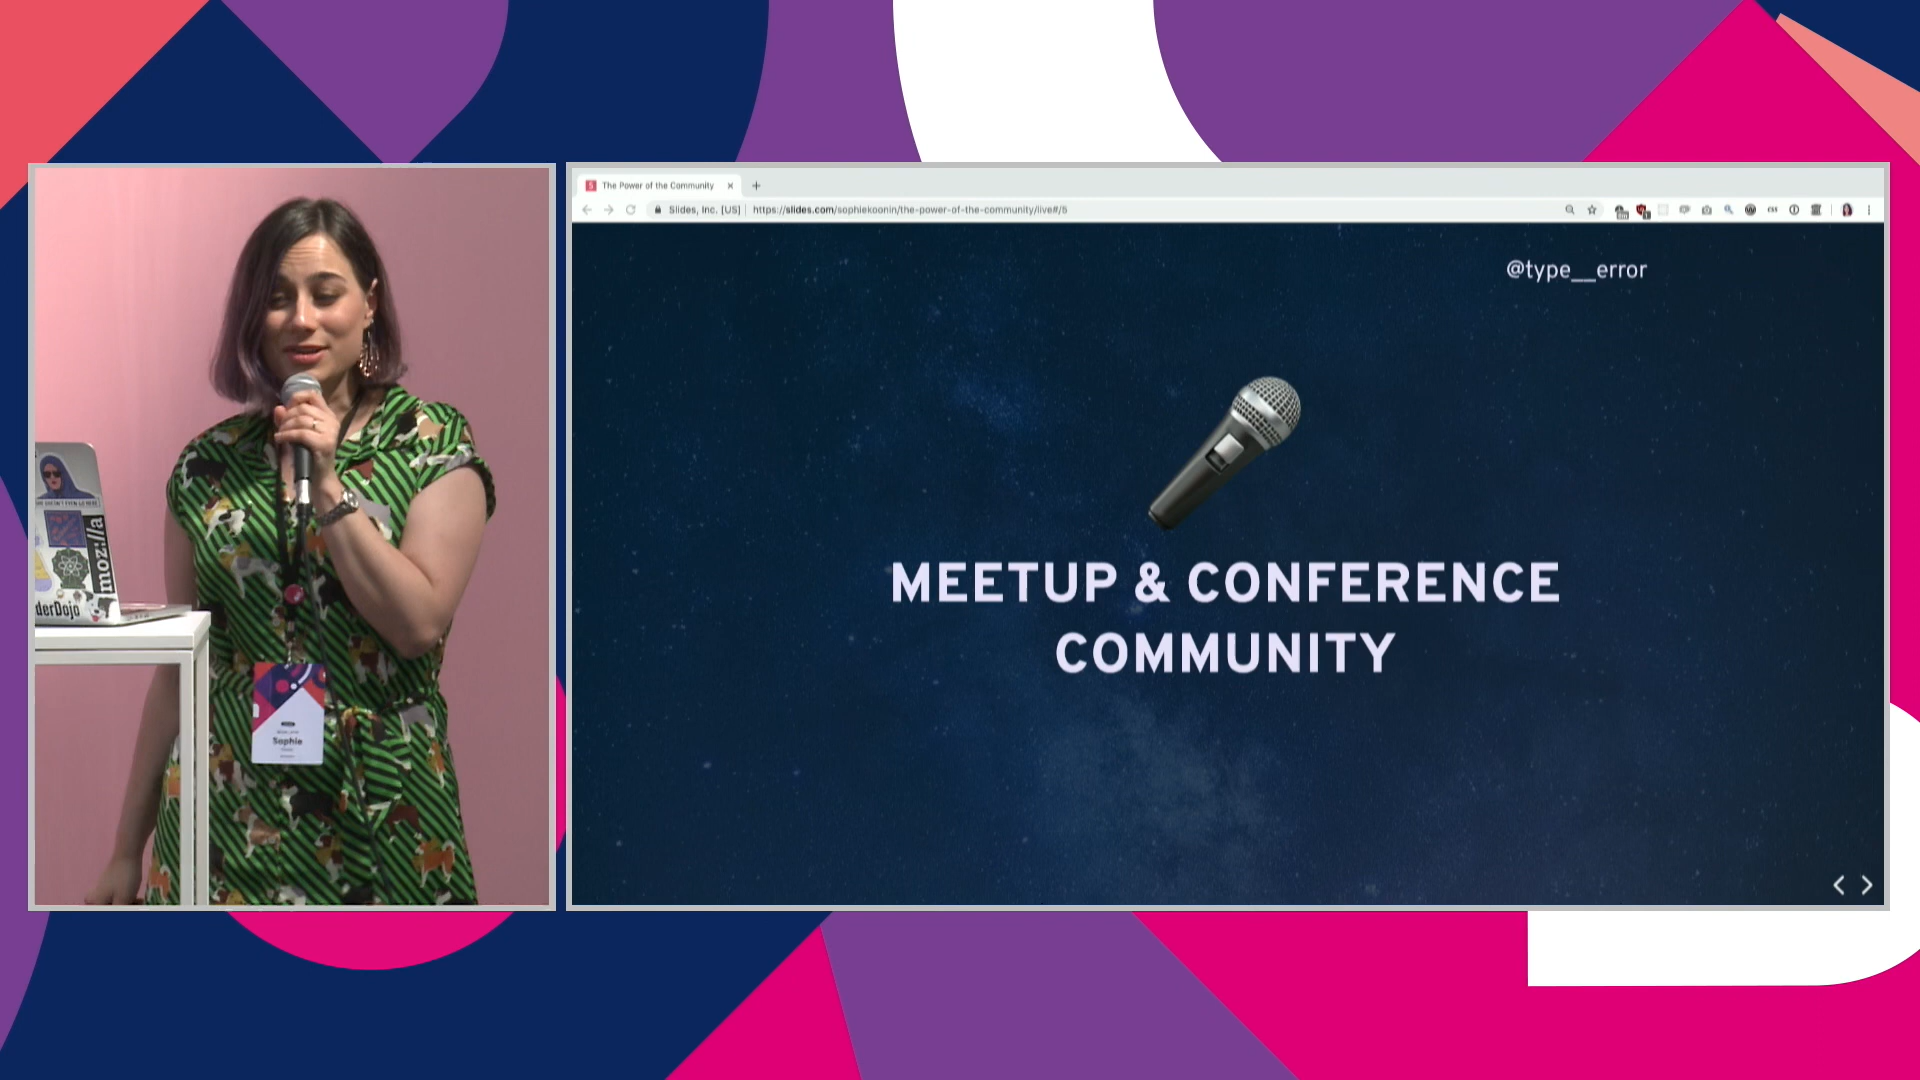 The Power of the Community
Slides, Inc. [US]
https://slides.com/sophiekoonin/the-power-of-the-community/live#/5
@type__error
MEETUP & CONFERENCE
COMMUNITY
moz://a
derDojo
Sophie